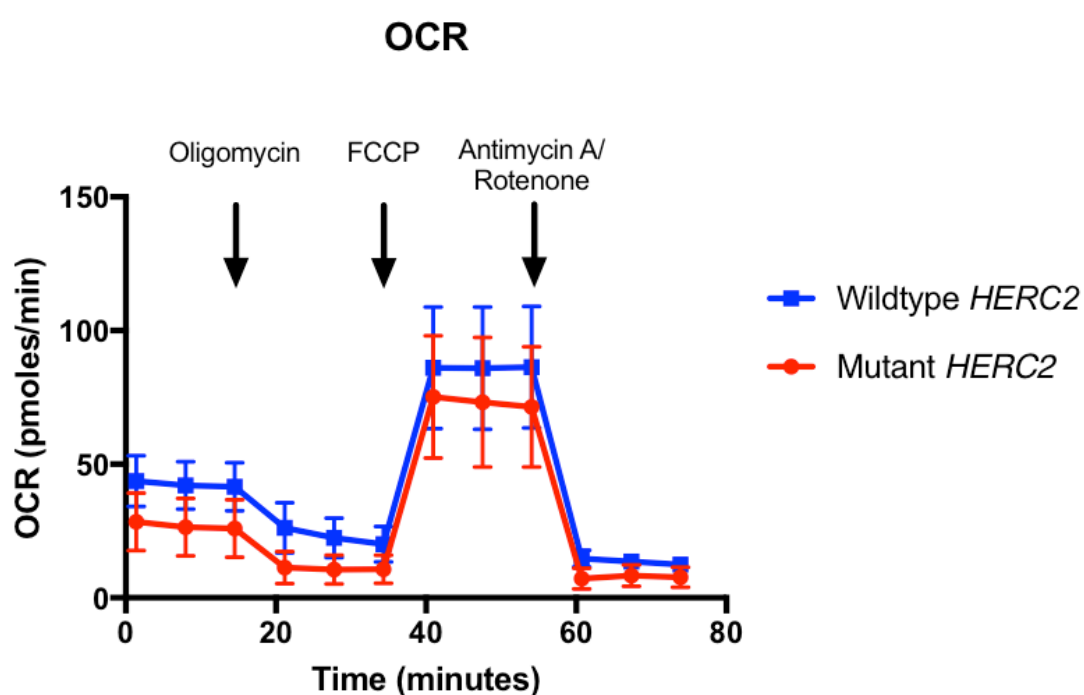 OCR
Oligomycin
FCCP
Antimycin A/
Rotenone
150
100
50
0
OCR (pmoles/min)
0
20
40
60
80
Time (minutes)
Wildtype HERC2
Mutant HERC2